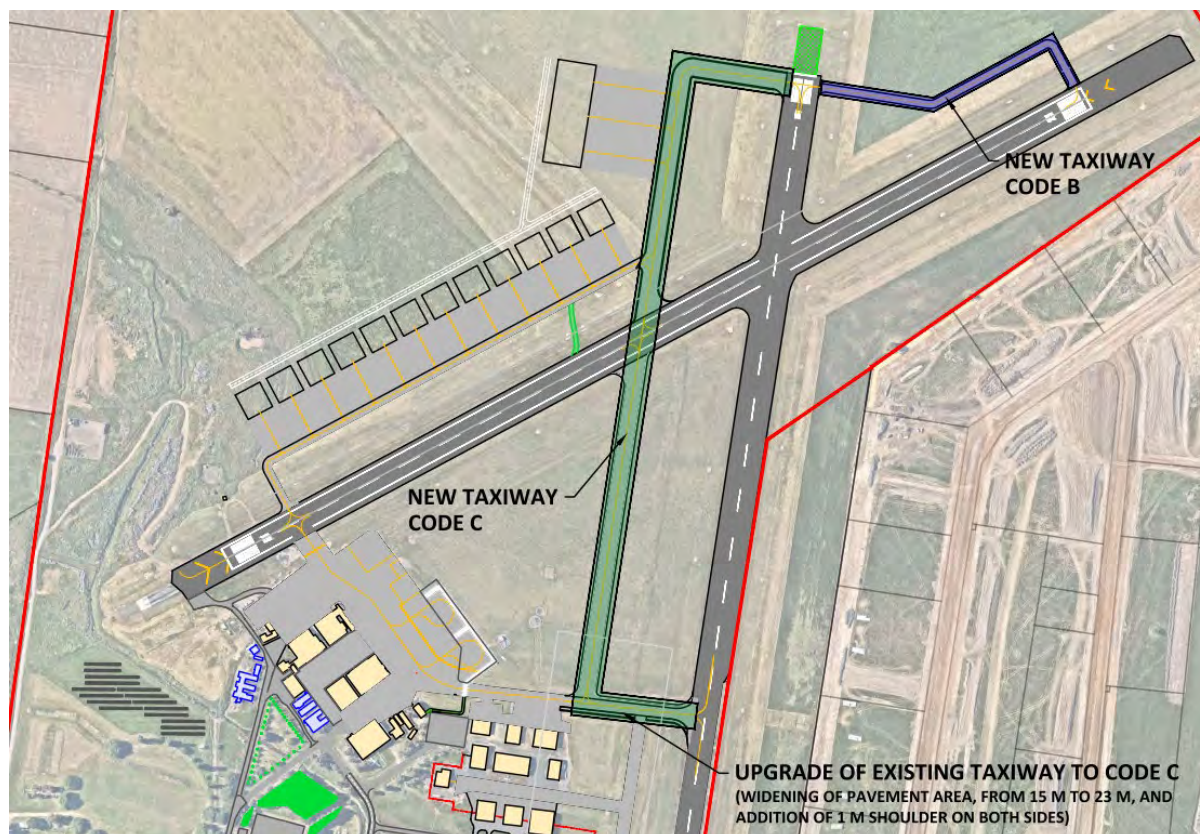 NEW TAXIWAY
CODE B
NEW TAXIWAY
CODE C
UPGRADE OF EXISTING TAXIWAY TO CODE C
(WIDENING OF PAVEMENT AREA, FROM 15 M TO 23 M, AND
ADDITION OF 1 M SHOULDER ON BOTH SIDES)